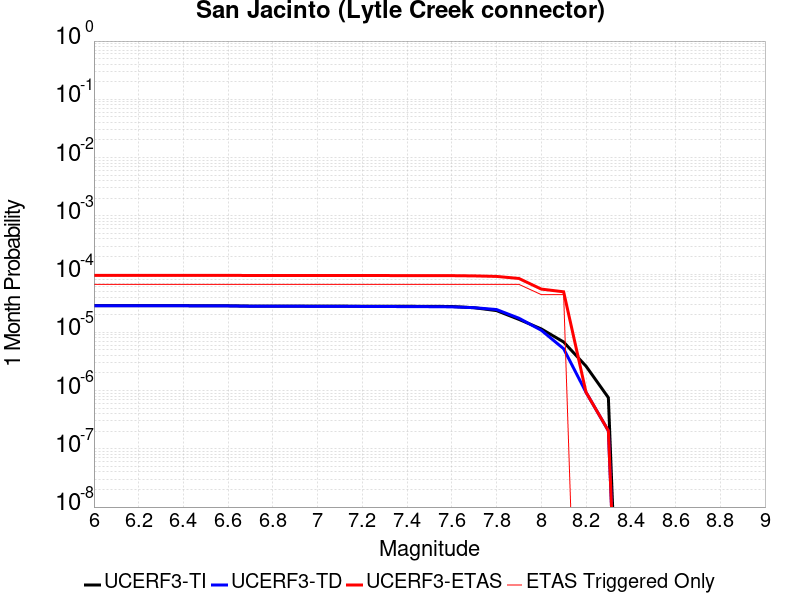 San Jacinto (Lytle Creek connector)
10^0
10^-1
10^-2
10^-3
10^-4
10^-5
10^-6
10^-7
10^-8
1 Month Probability
6 6.2 6.4 6.6 6.8 7 7.2 7.4 7.6 7.8 8 8.2 8.4 8.6 8.8 9
Magnitude
UCERF3-TI UCERF3-TD UCERF3-ETAS ETAS Triggered Only